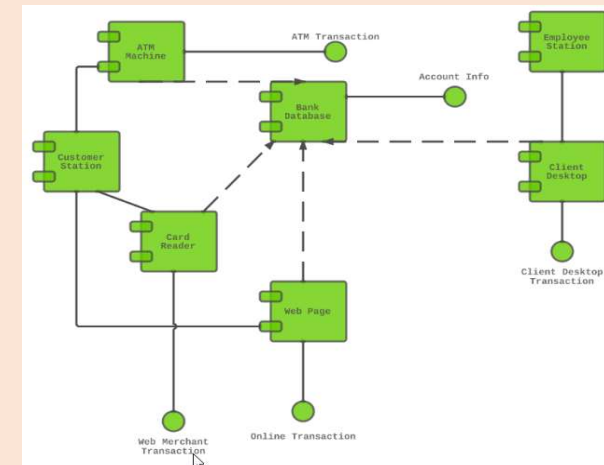 ATM Transaction
Employee
Station
ATM
Machine
Account Info
Bank
Database
Customer
Station
Client
Desktop
Card
Reader
Client Desktop
Transaction
Web Page
Web Merchant
Transaction
Online Transaction